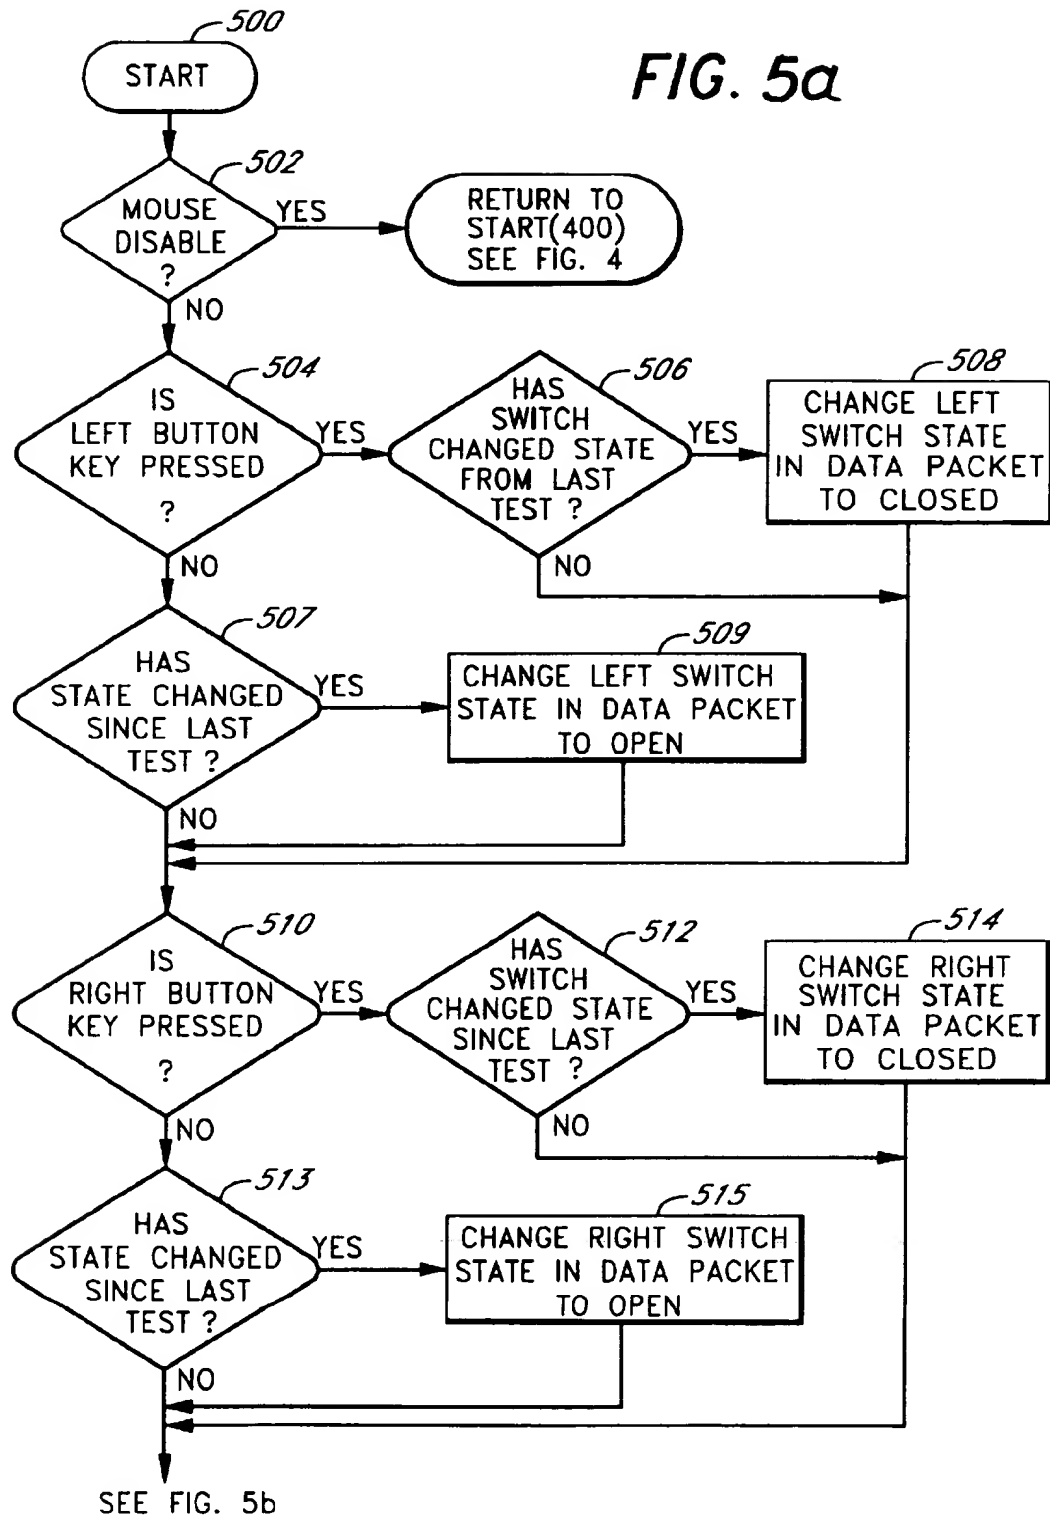 500
START
FIG. 5a
502
MOUSE
DISABLE
?
YES
RETURN TO
START(400)
SEE FIG. 4
NO
504
IS
LEFT BUTTON
KEY PRESSED
?
YES
506
HAS
SWITCH
CHANGED STATE
FROM LAST
TEST ?
YES
508
CHANGE LEFT
SWITCH STATE
IN DATA PACKET
TO CLOSED
NO
NO
507
HAS
STATE CHANGED
SINCE LAST
TEST ?
YES
509
CHANGE LEFT SWITCH
STATE IN DATA PACKET
TO OPEN
NO
510
IS
RIGHT BUTTON
KEY PRESSED
?
YES
512
HAS
SWITCH
CHANGED STATE
SINCE LAST
TEST ?
YES
514
CHANGE RIGHT
SWITCH STATE
IN DATA PACKET
TO CLOSED
NO
NO
513
HAS
STATE CHANGED
SINCE LAST
TEST ?
YES
515
CHANGE RIGHT SWITCH
STATE IN DATA PACKET
TO OPEN
NO
SEE FIG. 5b